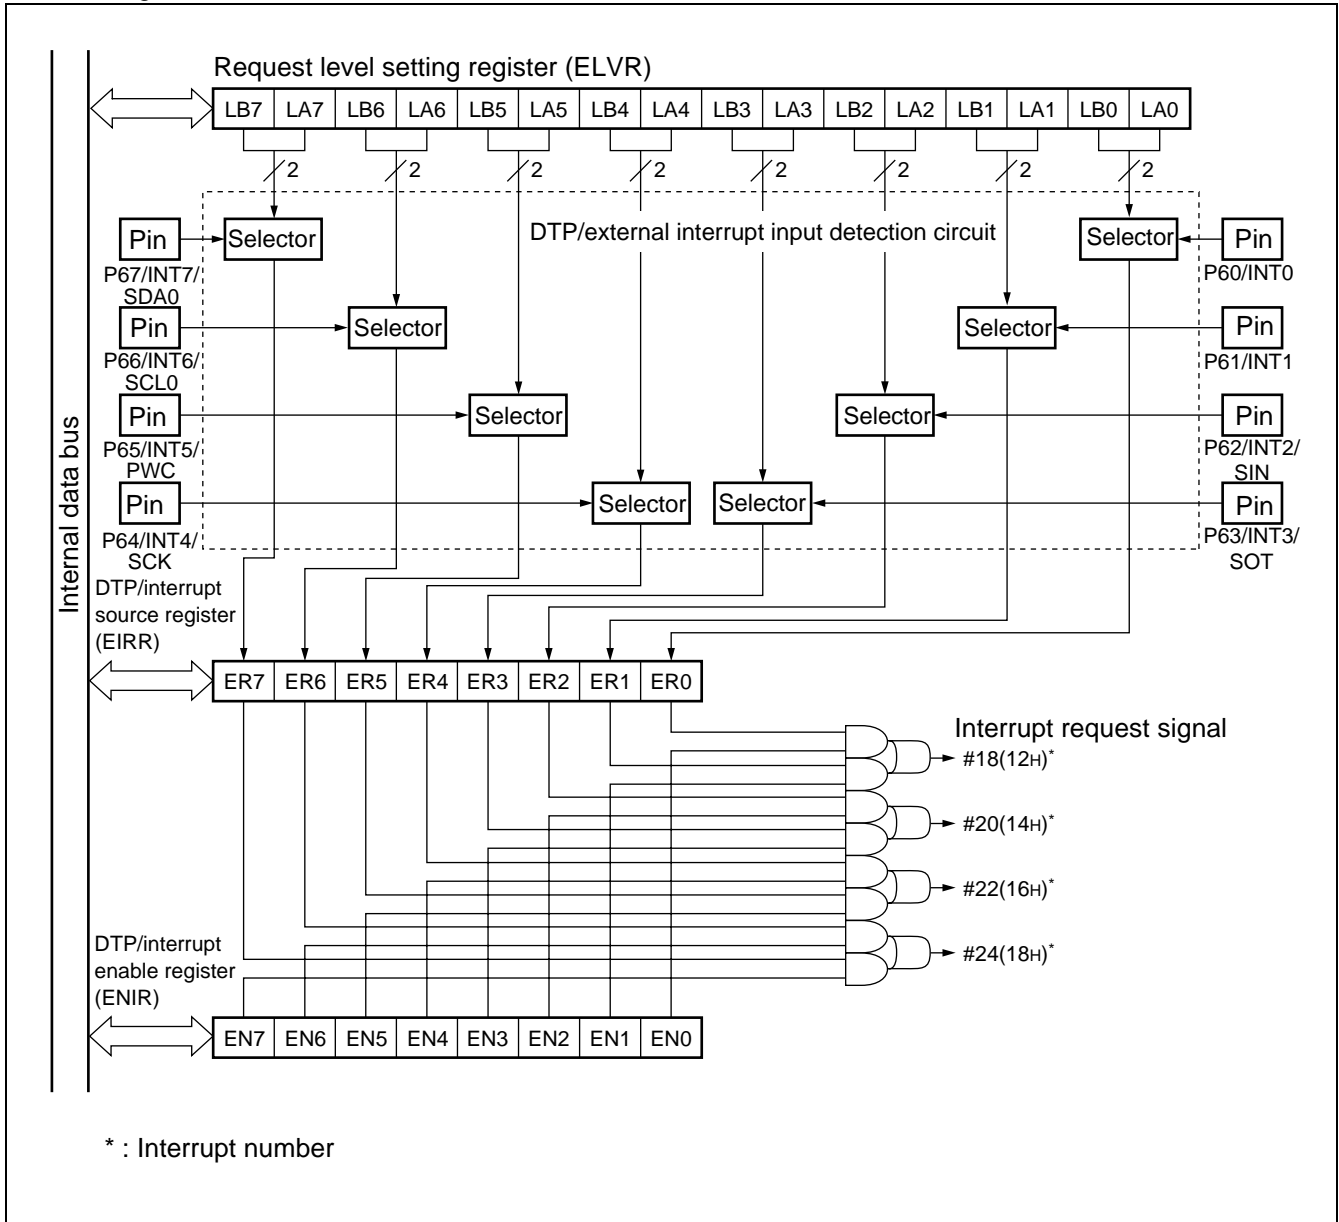 Request level setting register (ELVR)
LB7 LA7 LB6 LA6 LB5 LA5 LB4 LA4 LB3 LA3 LB2 LA2 LB1 LA1 LB0 LA0
2 2 2 2 2 2 2 2
DTP/external interrupt input detection circuit
Pin Selector Selector Pin
P67/INT7/
SDA0
P60/INT0
Pin Selector Selector Pin
P66/INT6/
SCL0
P61/INT1
Pin Selector Selector Pin
P65/INT5/
PWC
P62/INT2/
SIN
Pin Selector Selector Pin
P64/INT4/
SCK
P63/INT3/
SOT
Internal data bus
DTP/interrupt
source register
(EIRR)
ER7 ER6 ER5 ER4 ER3 ER2 ER1 ER0
Interrupt request signal
#18(12H)*
#20(14H)*
#22(16H)*
#24(18H)*
DTP/interrupt
enable register
(ENIR)
EN7 EN6 EN5 EN4 EN3 EN2 EN1 EN0
* : Interrupt number